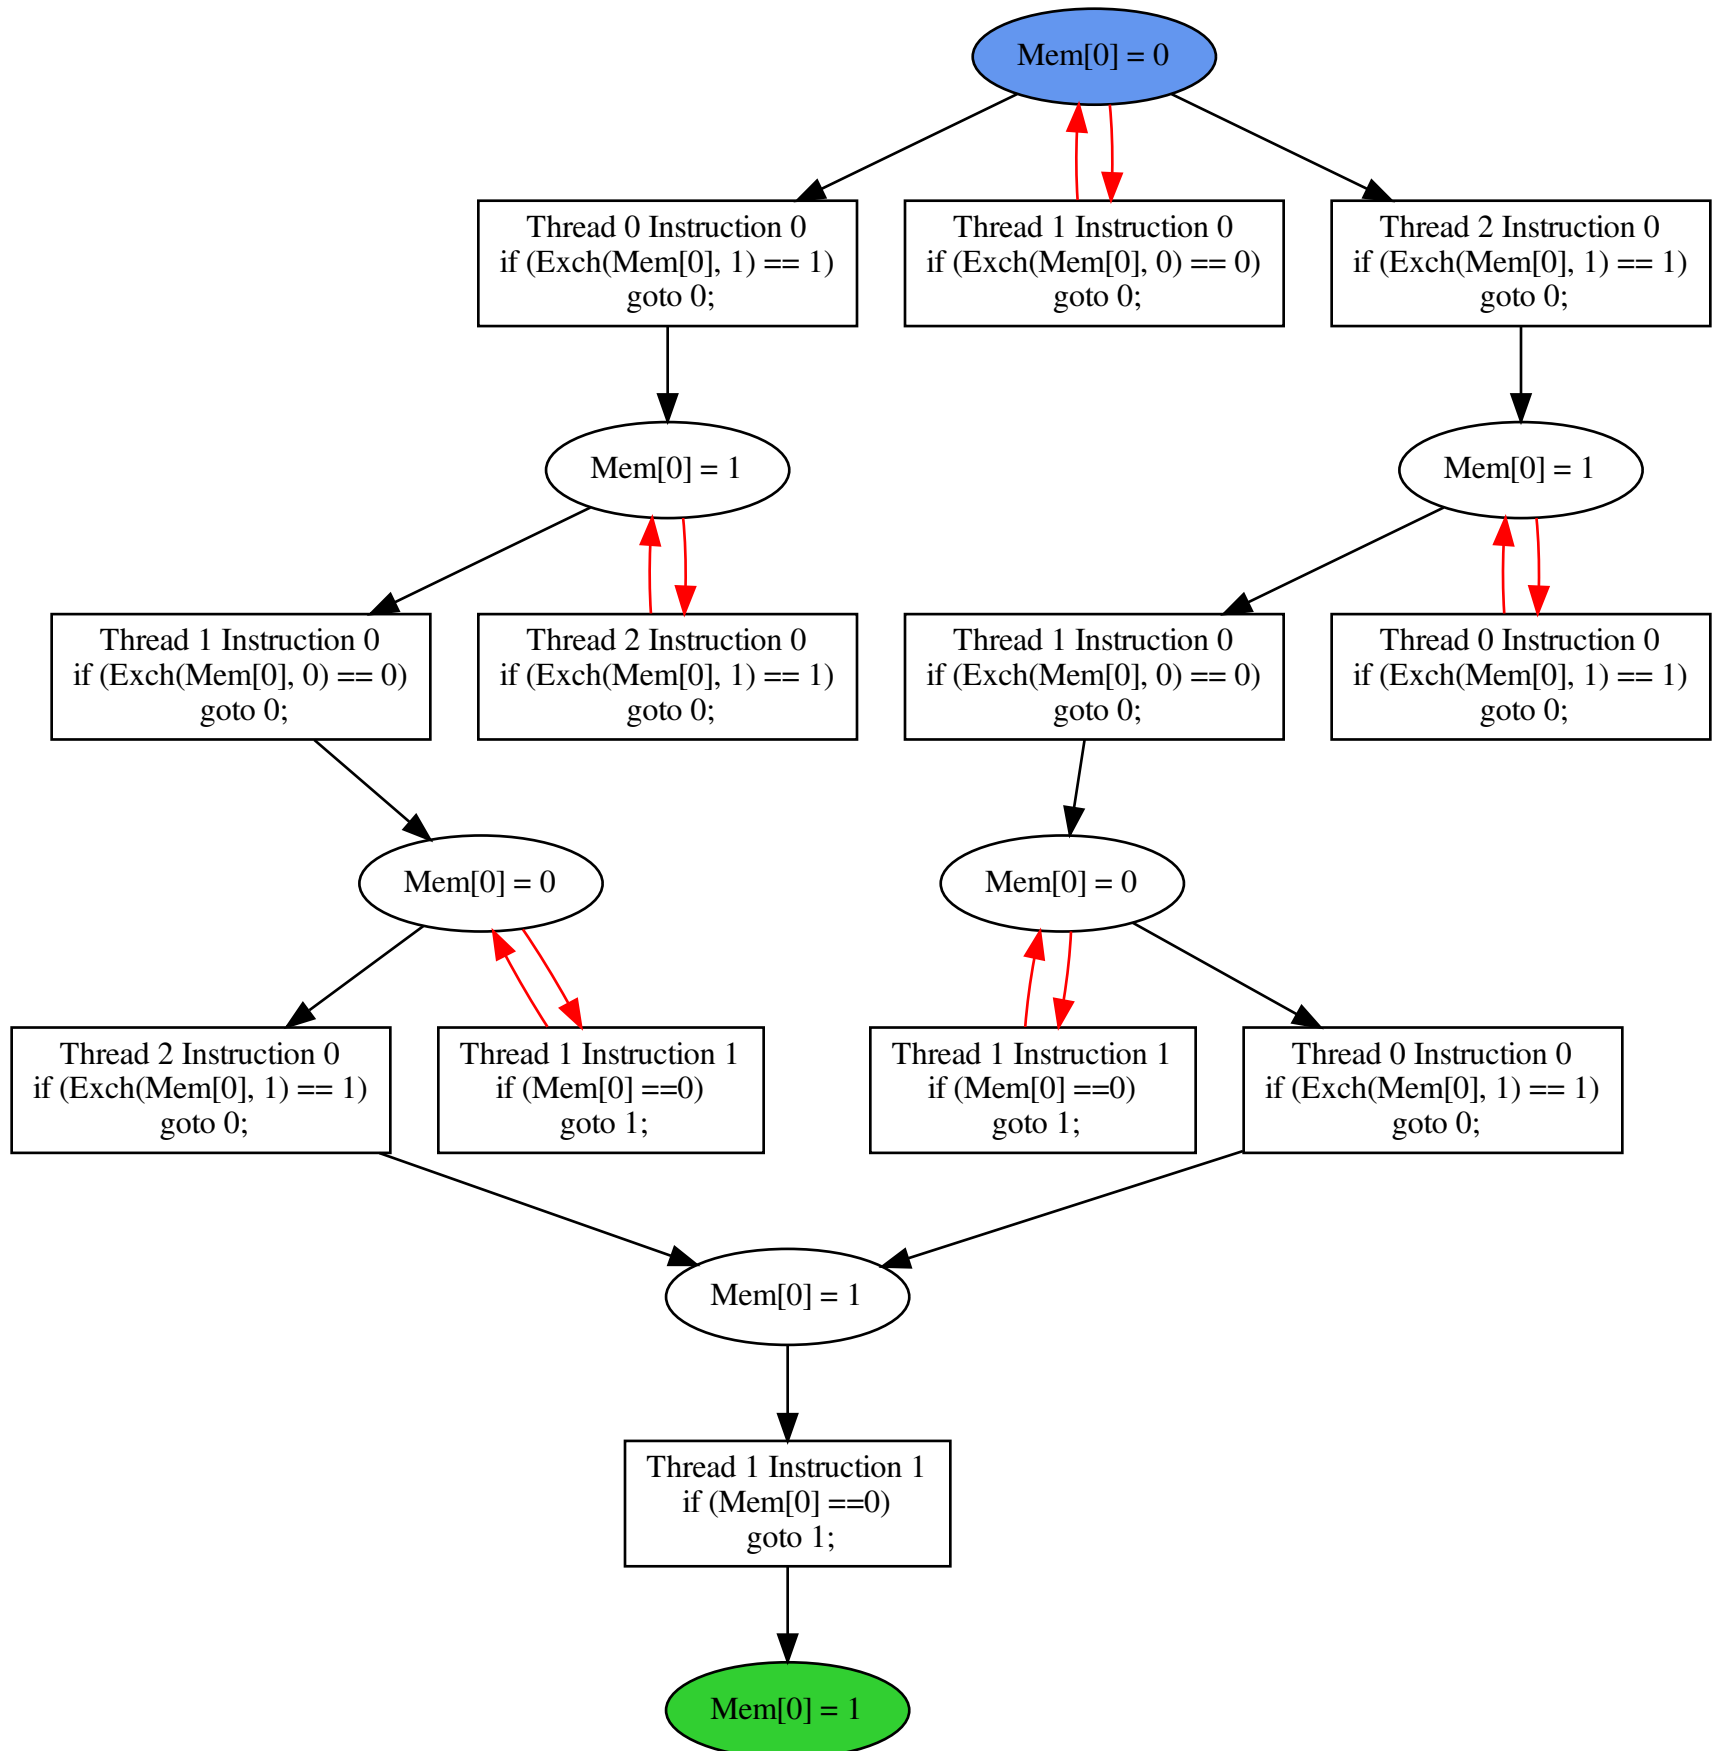 Mem[0] = 0
Thread 0 Instruction 0
if (Exch(Mem[0], 1) == 1)
goto 0;
Thread 1 Instruction 0
if (Exch(Mem[0], 0) == 0)
goto 0;
Thread 2 Instruction 0
if (Exch(Mem[0], 1) == 1)
goto 0;
Mem[0] = 1
Mem[0] = 1
Thread 1 Instruction 0
if (Exch(Mem[0], 0) == 0)
goto 0;
Thread 2 Instruction 0
if (Exch(Mem[0], 1) == 1)
goto 0;
Thread 1 Instruction 0
if (Exch(Mem[0], 0) == 0)
goto 0;
Thread 0 Instruction 0
if (Exch(Mem[0], 1) == 1)
goto 0;
Mem[0] = 0
Mem[0] = 0
Thread 2 Instruction 0
if (Exch(Mem[0], 1) == 1)
goto 0;
Thread 1 Instruction 1
if (Mem[0] ==0)
goto 1;
Thread 1 Instruction 1
if (Mem[0] ==0)
goto 1;
Thread 0 Instruction 0
if (Exch(Mem[0], 1) == 1)
goto 0;
Mem[0] = 1
Thread 1 Instruction 1
if (Mem[0] ==0)
goto 1;
Mem[0] = 1